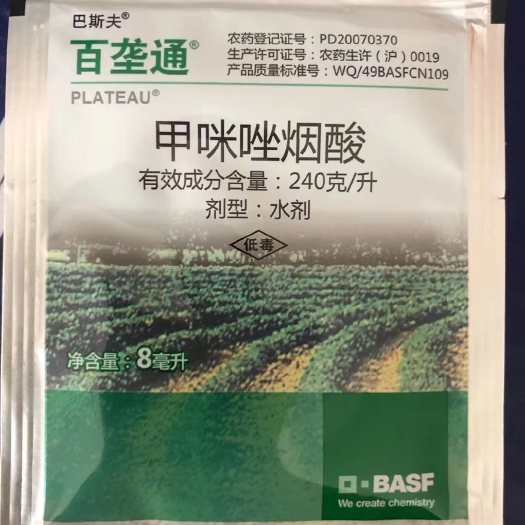 巴斯夫®
百垄通®
PLATEAU®
农药登记证号：PD20070370
生产许可证号：农药生许（沪）0019
产品质量标准号：WQ/49BASFCN109
甲咪唑烟酸
有效成分含量：240克/升
剂型：水剂
低毒
净含量：8毫升
BASF
We create chemistry